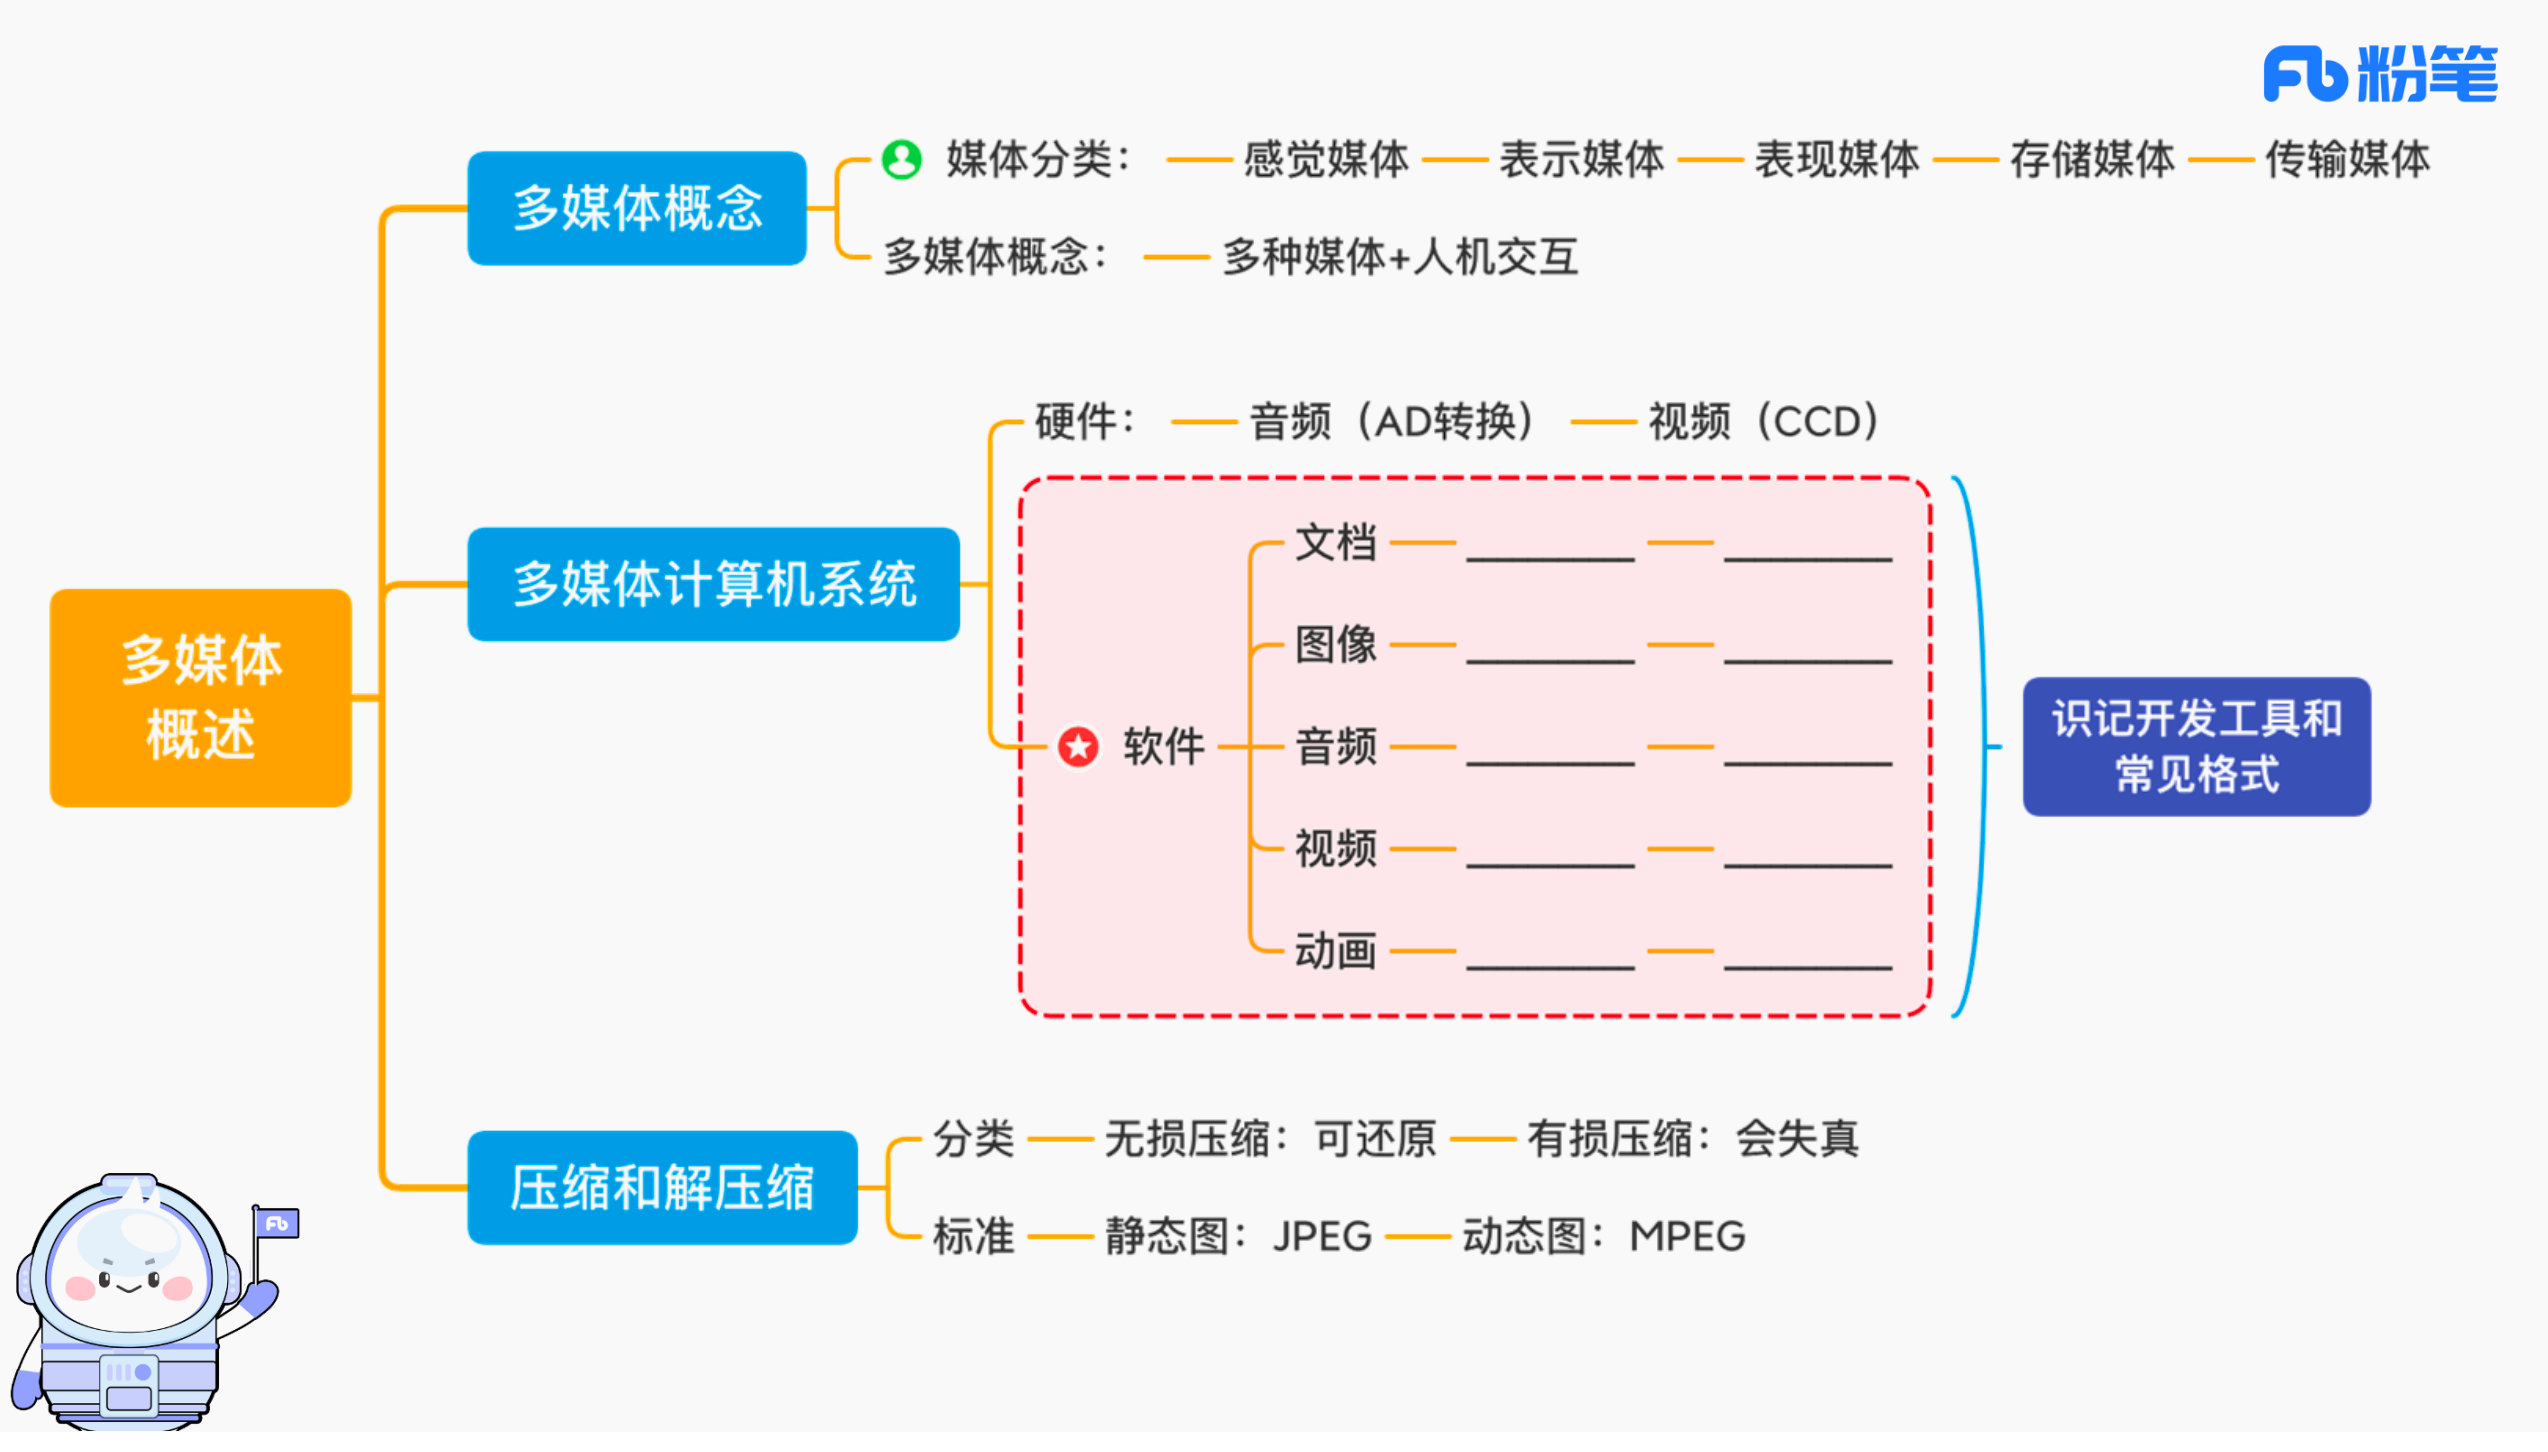 粉笔
多媒体概念
媒体分类： 感觉媒体 表示媒体 表现媒体 存储媒体 传输媒体
多媒体概念： 多种媒体+人机交互
多媒体计算机系统
硬件： 音频（AD转换） 视频（CCD）
软件
文档 ________ ________
图像 ________ ________
音频 ________ ________
视频 ________ ________
动画 ________ ________
识记开发工具和
常见格式
多媒体
概述
压缩和解压缩
分类 无损压缩：可还原 有损压缩：会失真
标准 静态图：JPEG 动态图：MPEG